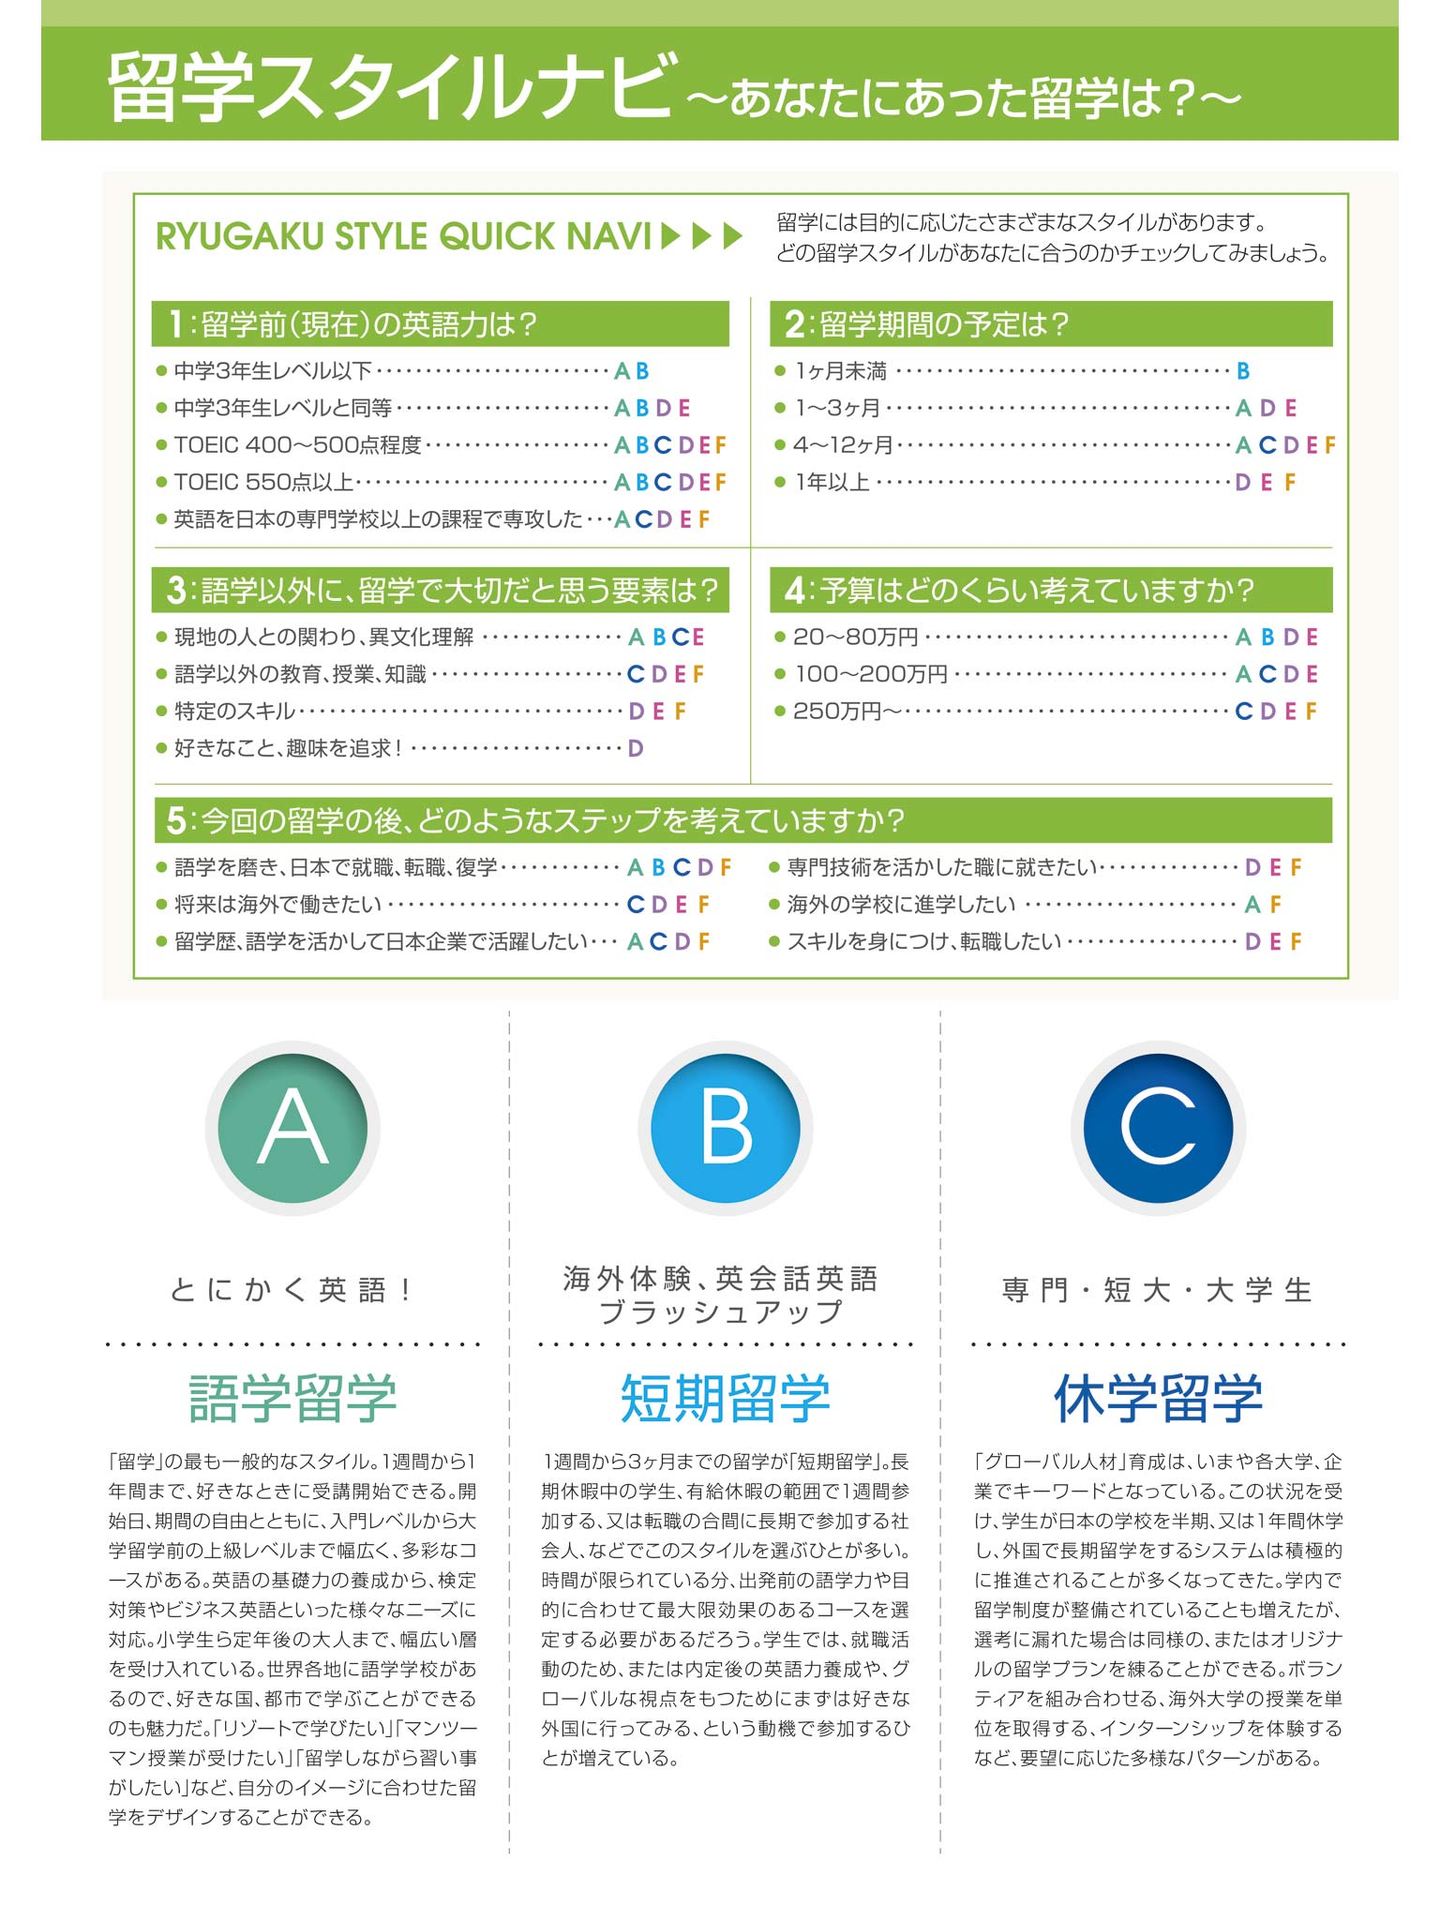 留学スタイルナビ ～あなたにあった留学は？～
RYUGAKU STYLE QUICK NAVI ▶ ▶ ▶
留学には目的に応じたさまざまなスタイルがあります。
どの留学スタイルがあなたに合うのかチェックしてみましょう。
1：留学前（現在）の英語力は？
● 中学3年生レベル以下 ‥‥‥‥‥‥‥‥ A B
● 中学3年生レベルと同等 ‥‥‥‥‥‥‥‥ A B D E
● TOEIC 400～500点程度 ‥‥‥‥‥‥‥‥ A B C D E F
● TOEIC 550点以上 ‥‥‥‥‥‥‥‥ A B C D E F
● 英語を日本の専門学校以上の課程で専攻した ‥‥ A C D E F
2：留学期間の予定は？
● 1ヶ月未満 ‥‥‥‥‥‥‥‥ B
● 1～3ヶ月 ‥‥‥‥‥‥‥‥ A D E
● 4～12ヶ月 ‥‥‥‥‥‥‥‥ A C D E F
● 1年以上 ‥‥‥‥‥‥‥‥ D E F
3：語学以外に、留学で大切だと思う要素は？
● 現地の人との関わり、異文化理解 ‥‥‥‥‥‥ A B C E
● 語学以外の教育、授業、知識 ‥‥‥‥‥‥ C D E F
● 特定のスキル ‥‥‥‥‥‥‥‥ D E F
● 好きなこと、趣味を追求！ ‥‥‥‥‥‥‥‥ D
4：予算はどのくらい考えていますか？
● 20～80万円 ‥‥‥‥‥‥‥‥ A B D E
● 100～200万円 ‥‥‥‥‥‥‥‥ A C D E
● 250万円～ ‥‥‥‥‥‥‥‥ C D E F
5：今回の留学の後、どのようなステップを考えていますか？
● 語学を磨き、日本で就職、転職、復学 ‥‥‥‥ A B C D F
● 将来は海外で働きたい ‥‥‥‥‥‥‥‥ C D E F
● 留学歴、語学を活かして日本企業で活躍したい ‥‥ A C D F
● 専門技術を活かした職に就きたい ‥‥‥‥‥‥ D E F
● 海外の学校に進学したい ‥‥‥‥‥‥‥‥ A F
● スキルを身につけ、転職したい ‥‥‥‥‥‥ D E F
A
とにかく英語！
語学留学
「留学」の最も一般的なスタイル。1週間から1
年間まで、好きなときに受講開始できる。開
始日、期間の自由とともに、入門レベルから大
学留学前の上級レベルまで幅広く、多彩なコ
ースがある。英語の基礎力の養成から、検定
対策やビジネス英語といった様々なニーズに
対応。小学生ら定年後の大人まで、幅広い層
を受け入れている。世界各地に語学学校があ
るので、好きな国、都市で学ぶことができる
のも魅力だ。「リゾートで学びたい」「マンツー
マン授業が受けたい」「留学しながら習い事
がしたい」など、自分のイメージに合わせた留
学をデザインすることができる。
B
海外体験、英会話英語
ブラッシュアップ
短期留学
1週間から3ヶ月までの留学が「短期留学」。長
期休暇中の学生、有給休暇の範囲で1週間参
加する、又は転職の合間に長期で参加する社
会人、などでこのスタイルを選ぶひとが多い。
時間が限られている分、出発前の語学力や目
的に合わせて最大限効果のあるコースを選
定する必要があるだろう。学生では、就職活
動のため、または内定後の英語力養成や、グ
ローバルな視点をもつためにまずは好きな
外国に行ってみる、という動機で参加するひ
とが増えている。
C
専門・短大・大学生
休学留学
「グローバル人材」育成は、いまや各大学、企
業でキーワードとなっている。この状況を受
け、学生が日本の学校を半期、又は1年間休学
し、外国で長期留学をするシステムは積極的
に推進されることが多くなってきた。学内で
留学制度が整備されていることも増えたが、
選考に漏れた場合は同様の、またはオリジナ
ルの留学プランを練ることができる。ボラン
ティアを組み合わせる、海外大学の授業を単
位を取得する、インターンシップを体験する
など、要望に応じた多様なパターンがある。